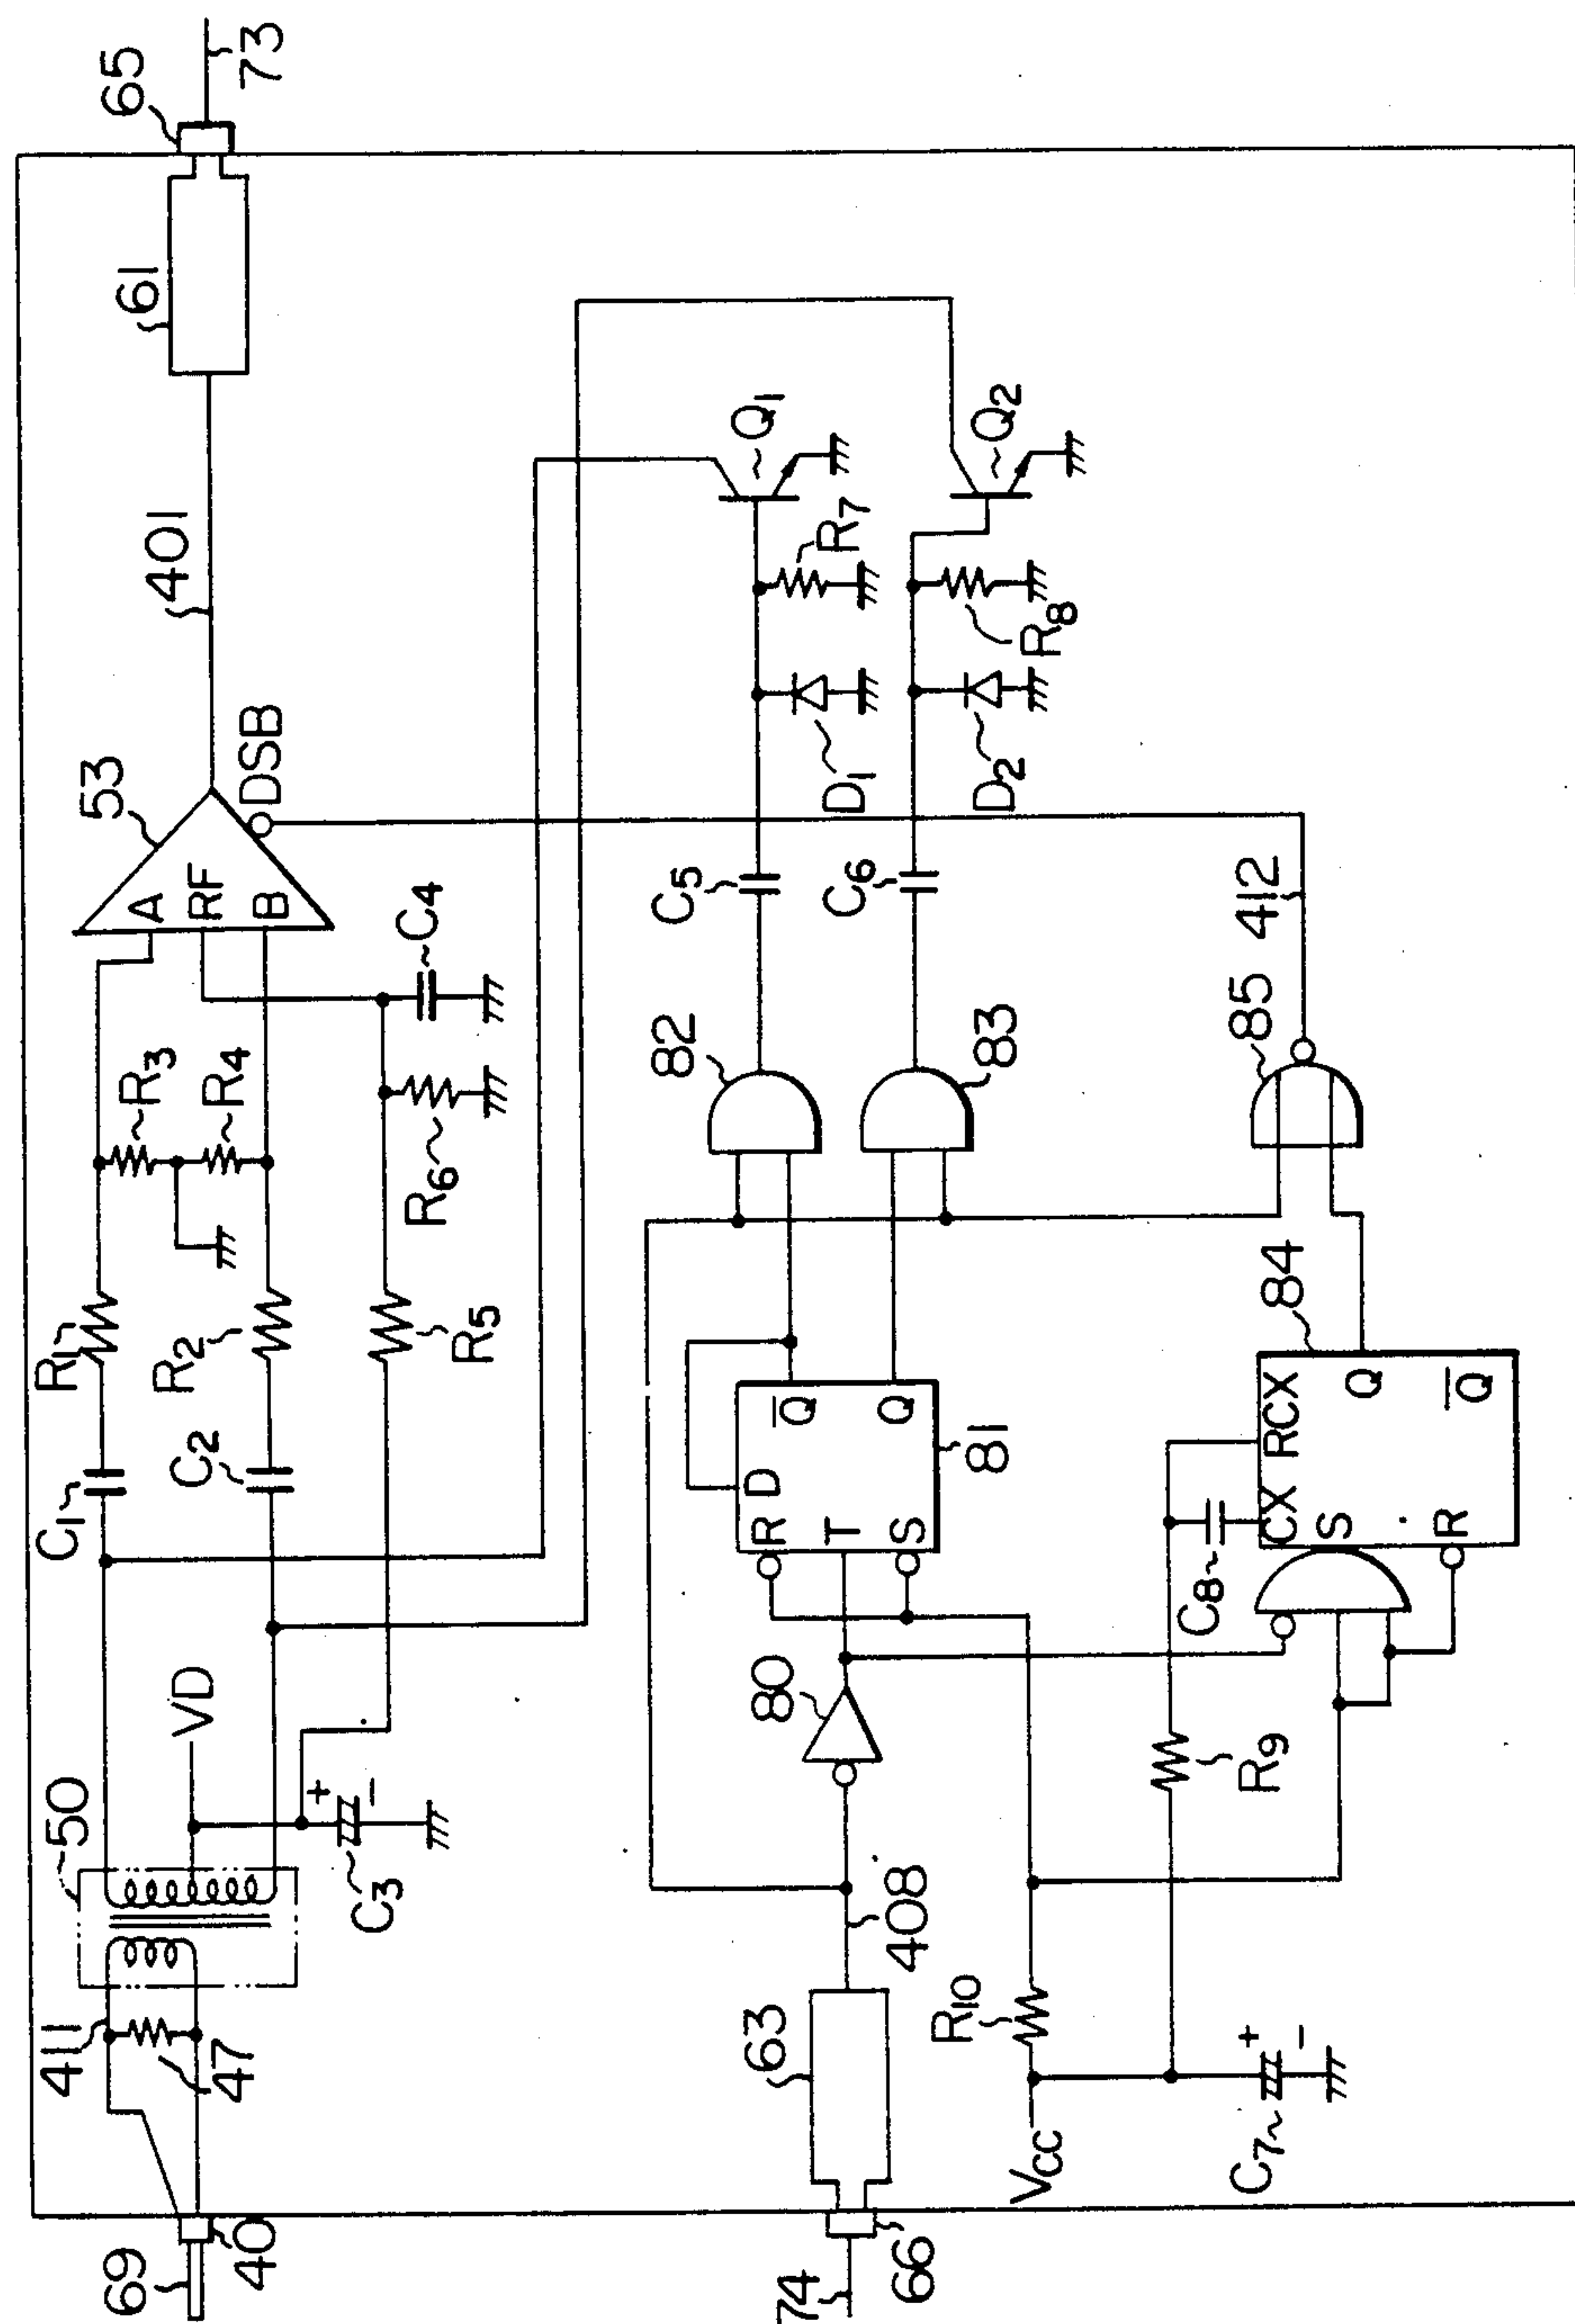 65
73
61
401
53
A
RF
B
DSB
R3
R4
C4
R1
R2
R6
R5
C1
C2
VD
50
+
-
C3
411
47
69
40
Q1
Q2
R7
R8
D1
D2
C5
C6
412
82
83
85
84
Q̅
Q
81
D
R
T
S
RCX
CX
Q
Q̅
S
R
C8
80
R9
408
63
R10
VCC
+
-
C7
74
66